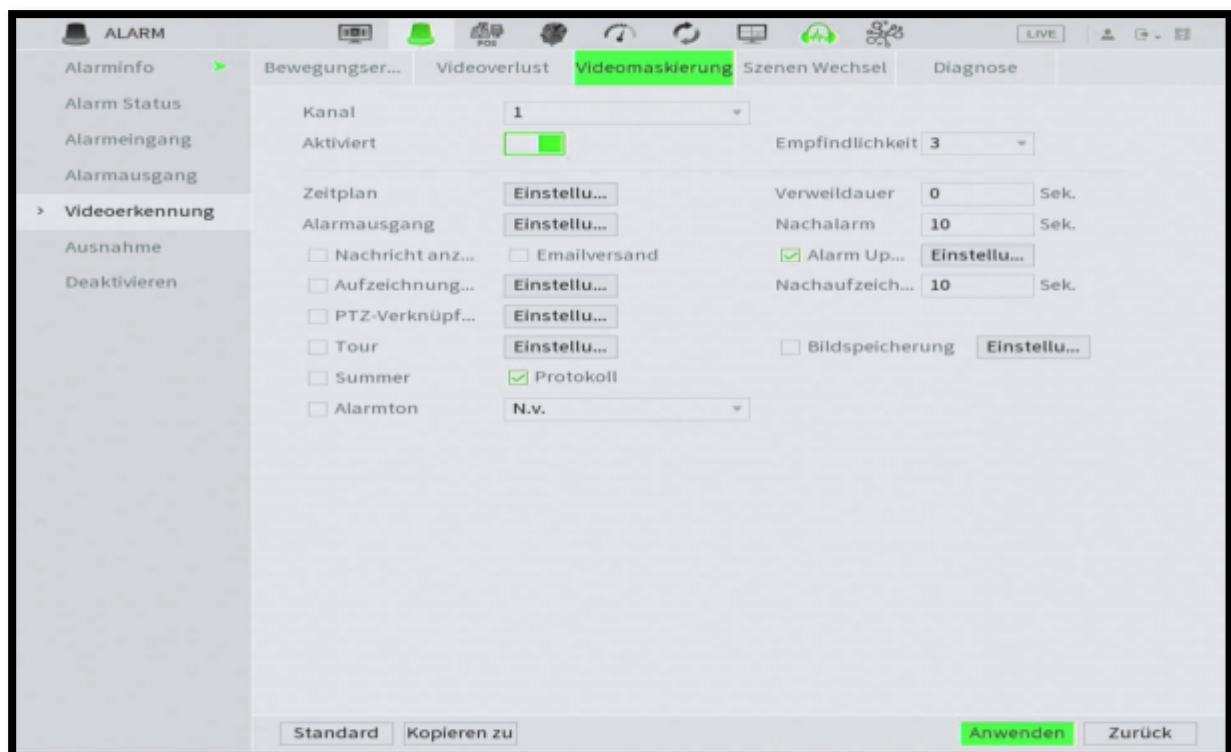 ALARM
POS
LIVE
Alarminfo
Alarm Status
Alarmeingang
Alarmausgang
Videoerkennung
Ausnahme
Deaktivieren
Bewegungser... Videoverlust Videomaskierung Szenen Wechsel Diagnose
Kanal 1
Aktiviert Empfindlichkeit 3
Zeitplan Einstellu... Verweildauer 0 Sek.
Alarmausgang Einstellu... Nachalarm 10 Sek.
Nachricht anz... Emailversand Alarm Up... Einstellu...
Aufzeichnung... Einstellu... Nachaufzeich... 10 Sek.
PTZ-Verknüpf... Einstellu...
Tour Einstellu... Bildspeicherung Einstellu...
Summer Protokoll
Alarmton N.v.
Standard Kopieren zu Anwenden Zurück